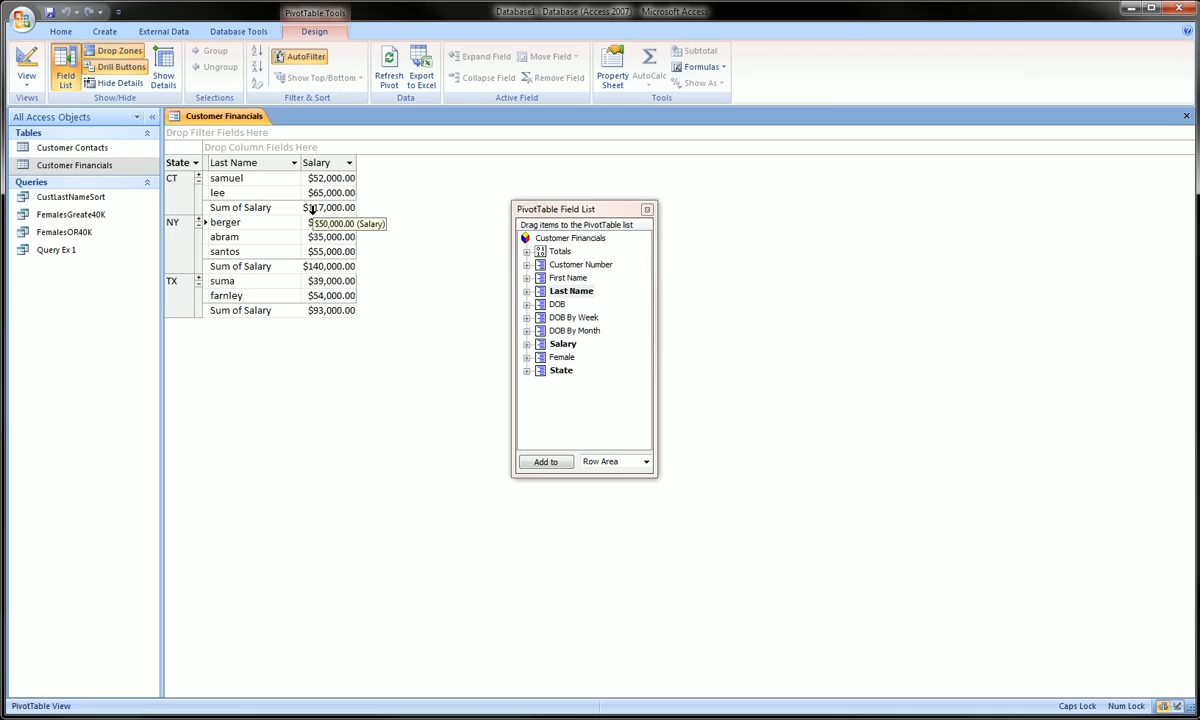 PivotTable Tools
Database1 : Database (Access 2007) - Microsoft Access
Home
Create
External Data
Database Tools
Design
View
Views
Field List
Drop Zones
Drill Buttons
Hide Details
Show Details
Show/Hide
Group
Ungroup
Selections
AutoFilter
Show Top/Bottom
Filter & Sort
Refresh Pivot
Export to Excel
Data
Expand Field
Collapse Field
Move Field
Remove Field
Active Field
Property Sheet
AutoCalc
Subtotal
Formulas
Show As
Tools
All Access Objects
Tables
Customer Contacts
Customer Financials
Queries
CustLastNameSort
FemalesGreate40K
FemalesOR40K
Query Ex 1
Customer Financials
Drop Filter Fields Here
Drop Column Fields Here
State Last Name Salary
CT samuel $52,000.00
lee $65,000.00
Sum of Salary $117,000.00
NY berger $
$50,000.00 (Salary)
abram $35,000.00
santos $55,000.00
Sum of Salary $140,000.00
TX suma $39,000.00
farnley $54,000.00
Sum of Salary $93,000.00
PivotTable Field List
Drag items to the PivotTable list
Customer Financials
Totals
Customer Number
First Name
Last Name
DOB
DOB By Week
DOB By Month
Salary
Female
State
Add to
Row Area
PivotTable View
Caps Lock
Num Lock